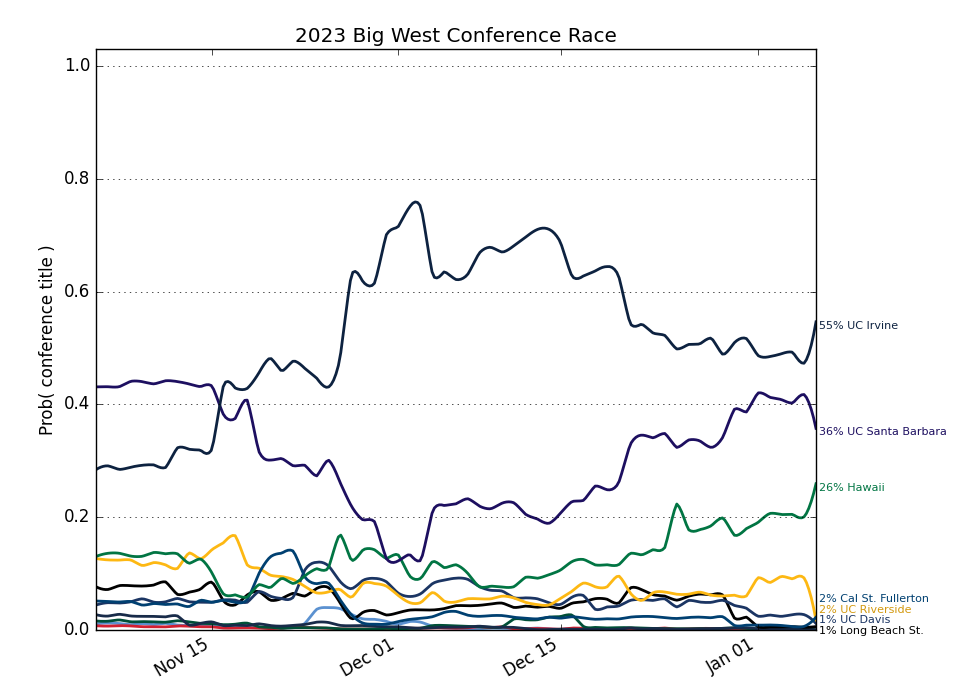 2023 Big West Conference Race
Prob( conference title )
1.0
0.8
0.6
0.4
0.2
0.0
55% UC Irvine
36% UC Santa Barbara
26% Hawaii
2% Cal St. Fullerton
2% UC Riverside
1% UC Davis
1% Long Beach St.
Nov 15
Dec 01
Dec 15
Jan 01